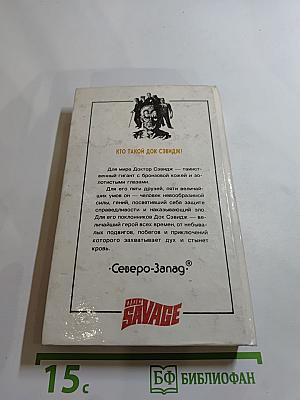 КТО ТАКОЙ ДОК СЭВИДЖ!
Для мира Доктор Сэвидж — таинст-
венный гигант с бронзовой кожей и зо-
лотистыми глазами.
Для его пяти друзей, пяти величай-
ших умов он — человек невообразимой
силы, гений, посвятивший себя защите
справедливости и наказующий зло.
Для его поклонников Док Сэвидж — ве-
личайший герой всех времен, от небыва-
лых подвигов, побегов и приключений
которого захватывает дух и стынет
кровь.
·Северо-Запад·®
DOC
SAVAGE
15с
БФ БИБЛИОФАН